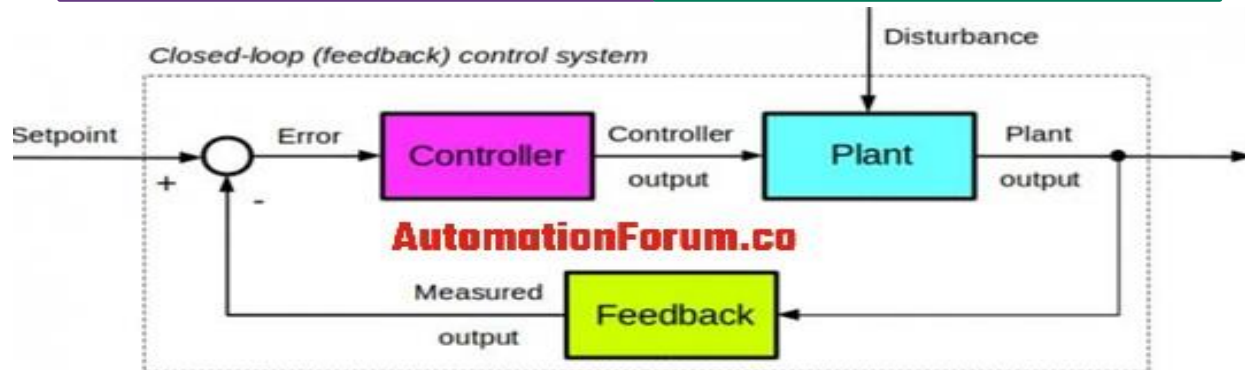 Disturbance
Closed-loop (feedback) control system
Setpoint
Error
Controller
Controller
output
Plant
Plant
output
+
-
AutomationForum.co
Measured
output
Feedback